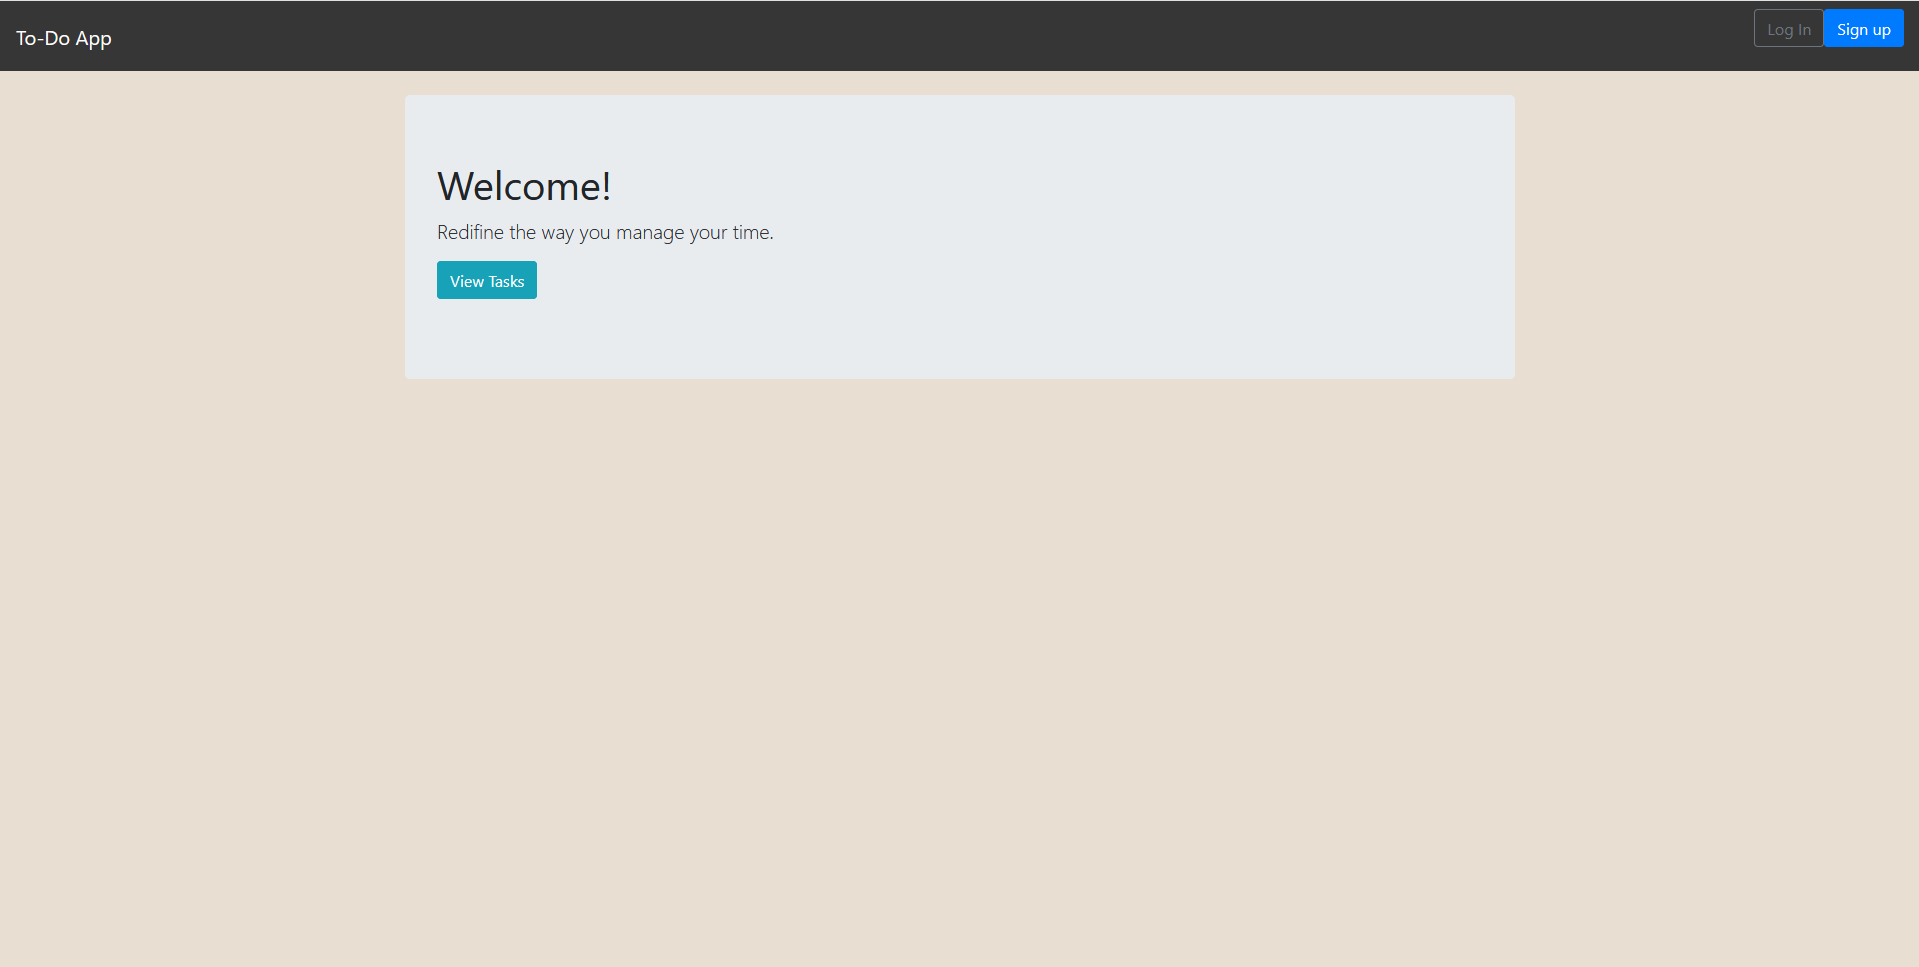 To-Do App
Log In
Sign up
Welcome!
Redifine the way you manage your time.
View Tasks